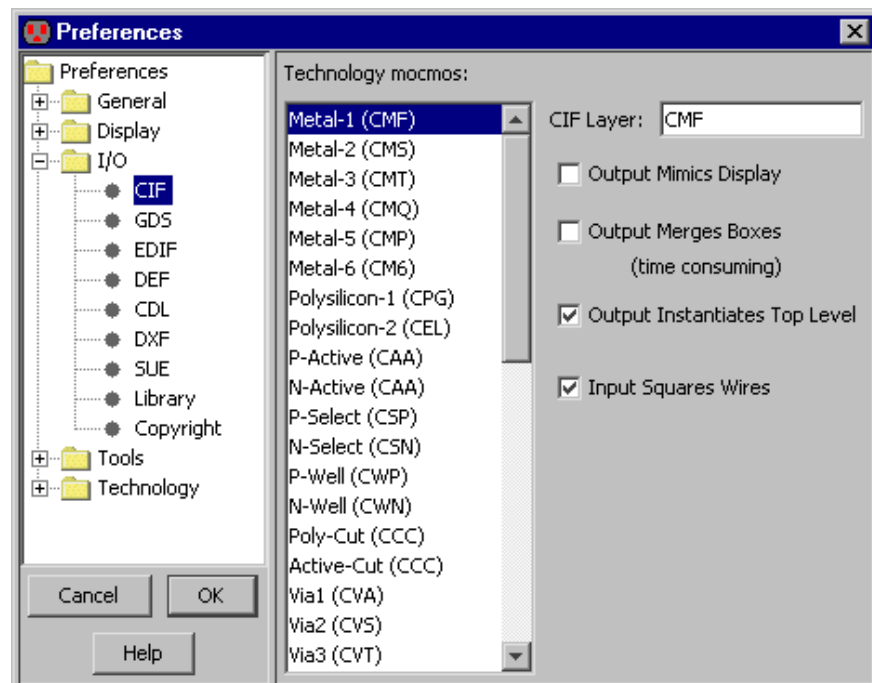 Preferences
Preferences
General
Display
I/O
CIF
GDS
EDIF
DEF
CDL
DXF
SUE
Library
Copyright
Tools
Technology
Cancel
OK
Help
Technology mocmos:
Metal-1 (CMF)
Metal-2 (CMS)
Metal-3 (CMT)
Metal-4 (CMQ)
Metal-5 (CMP)
Metal-6 (CM6)
Polysilicon-1 (CPG)
Polysilicon-2 (CEL)
P-Active (CAA)
N-Active (CAA)
P-Select (CSP)
N-Select (CSN)
P-Well (CWP)
N-Well (CWN)
Poly-Cut (CCC)
Active-Cut (CCC)
Via1 (CVA)
Via2 (CVS)
Via3 (CVT)
CIF Layer: CMF
Output Mimics Display
Output Merges Boxes
(time consuming)
Output Instantiates Top Level
Input Squares Wires